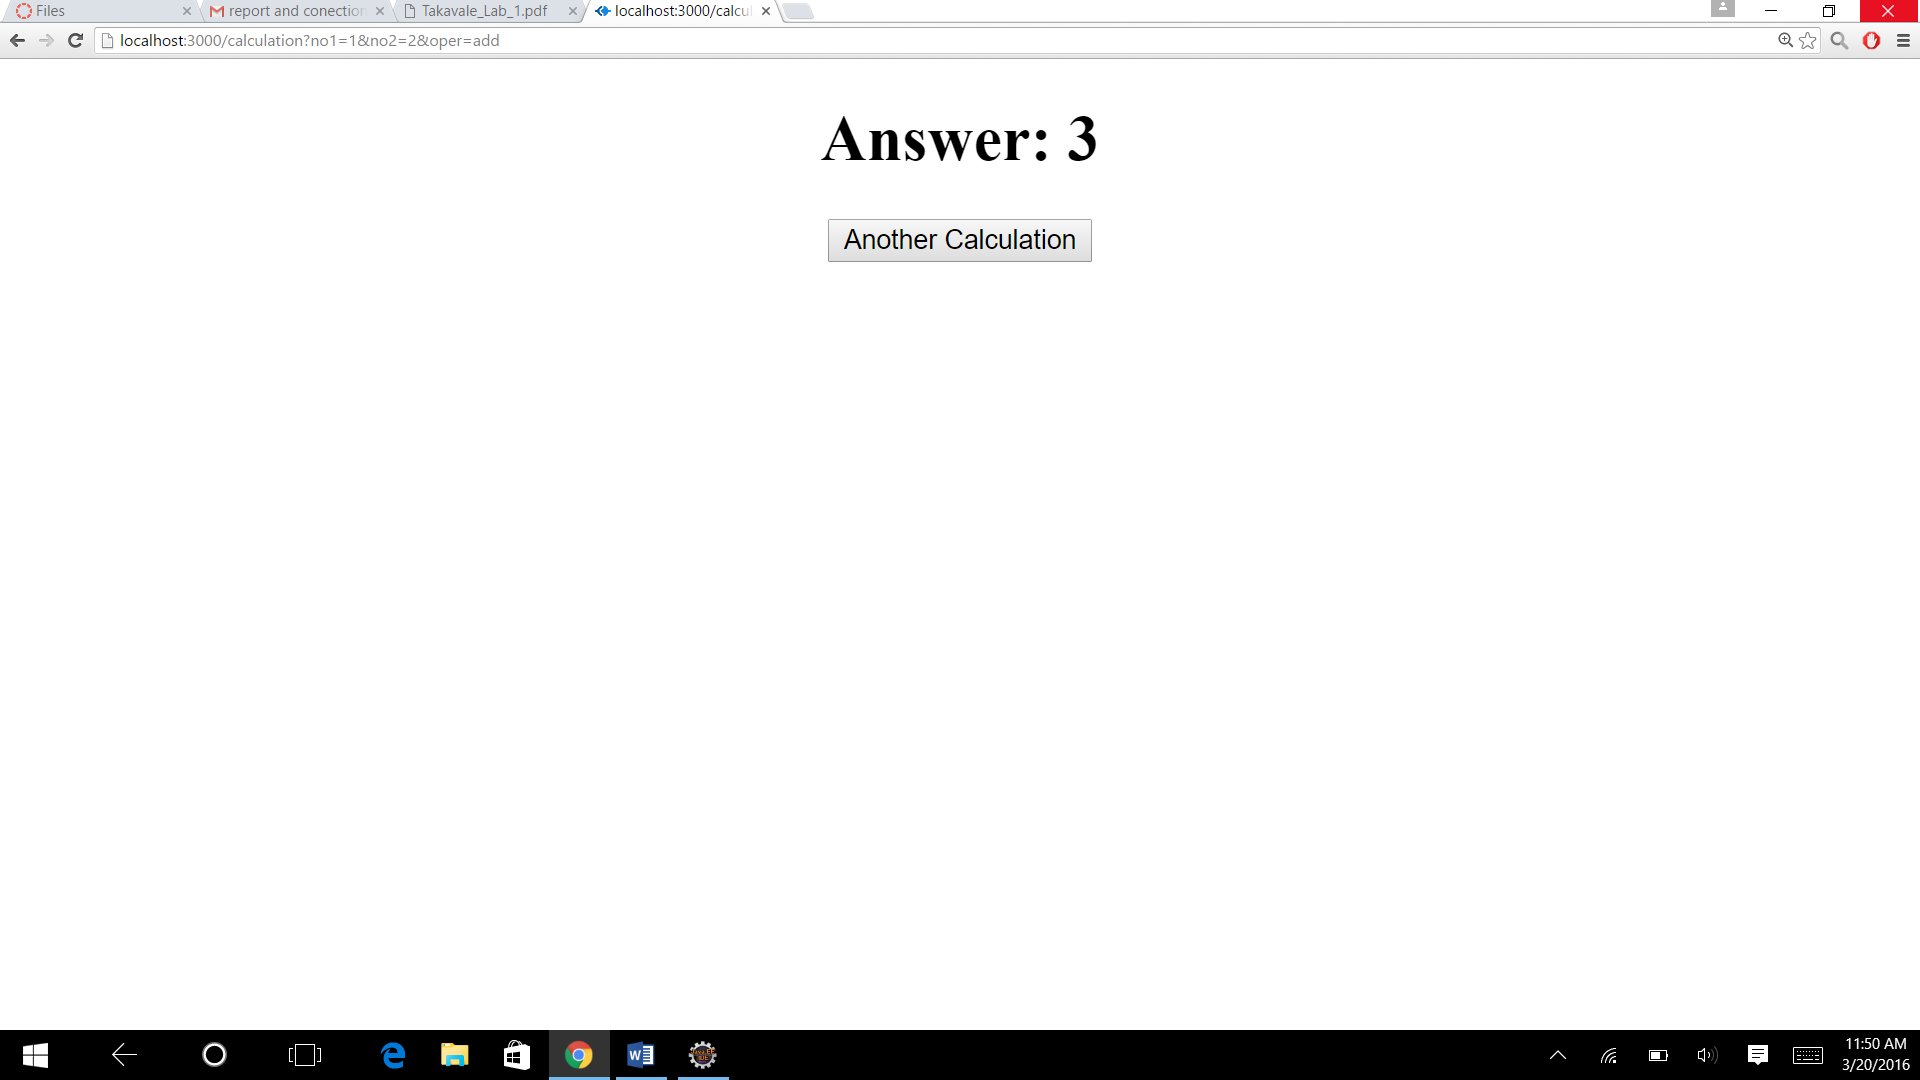 Files
report and conection
Takavale_Lab_1.pdf
localhost:3000/calcul
localhost:3000/calculation?no1=1&no2=2&oper=add
Answer: 3
Another Calculation
11:50 AM
3/20/2016